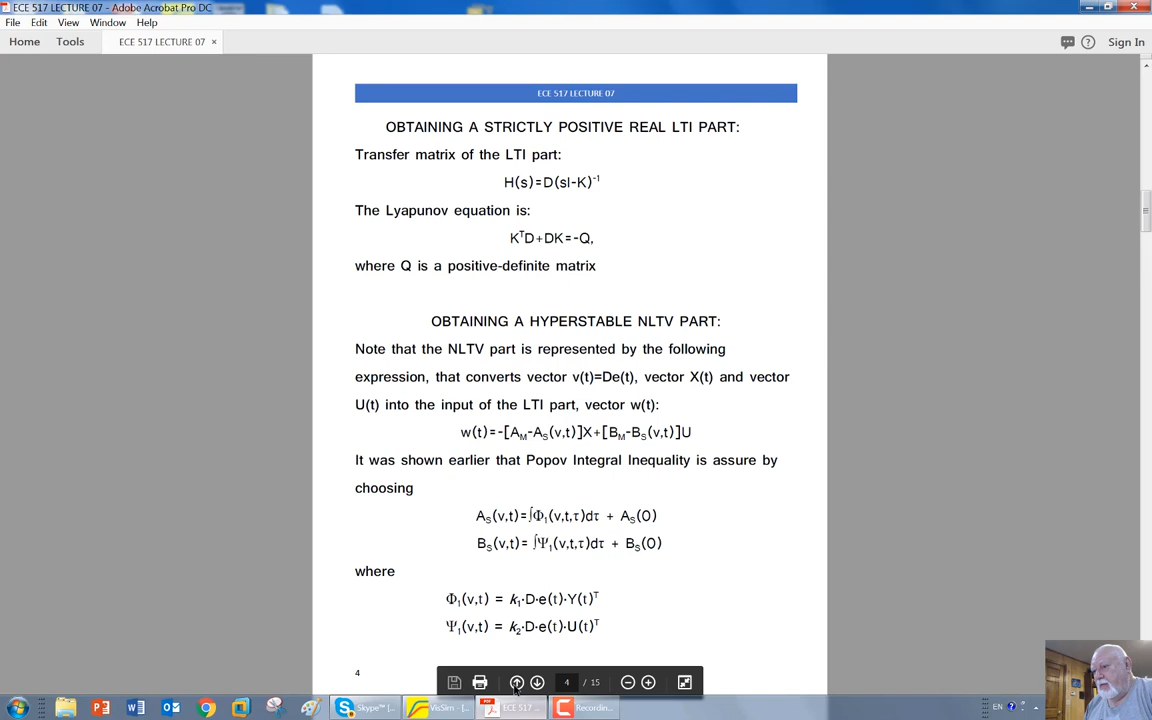 ECE 517 LECTURE 07 - Adobe Acrobat Pro DC
File Edit View Window Help
Home Tools ECE 517 LECTURE 07 × Sign In
ECE 517 LECTURE 07
OBTAINING A STRICTLY POSITIVE REAL LTI PART:
Transfer matrix of the LTI part:
H(s)=D(sI-K)⁻¹
The Lyapunov equation is:
KᵀD+DK=-Q,
where Q is a positive-definite matrix
OBTAINING A HYPERSTABLE NLTV PART:
Note that the NLTV part is represented by the following
expression, that converts vector v(t)=De(t), vector X(t) and vector
U(t) into the input of the LTI part, vector w(t):
w(t)=-[A_M-A_S(v,t)]X+[B_M-B_S(v,t)]U
It was shown earlier that Popov Integral Inequality is assure by
choosing
A_S(v,t)=∫Φ₁(v,t,τ)dτ + A_S(0)
B_S(v,t)= ∫Ψ₁(v,t,τ)dτ + B_S(0)
where
Φ₁(v,t) = k₁·D·e(t)·Y(t)ᵀ
Ψ₁(v,t) = k₂·D·e(t)·U(t)ᵀ
4
4 / 15
Skype™ [... VisSim - [... ECE 517 ... Recordin... EN